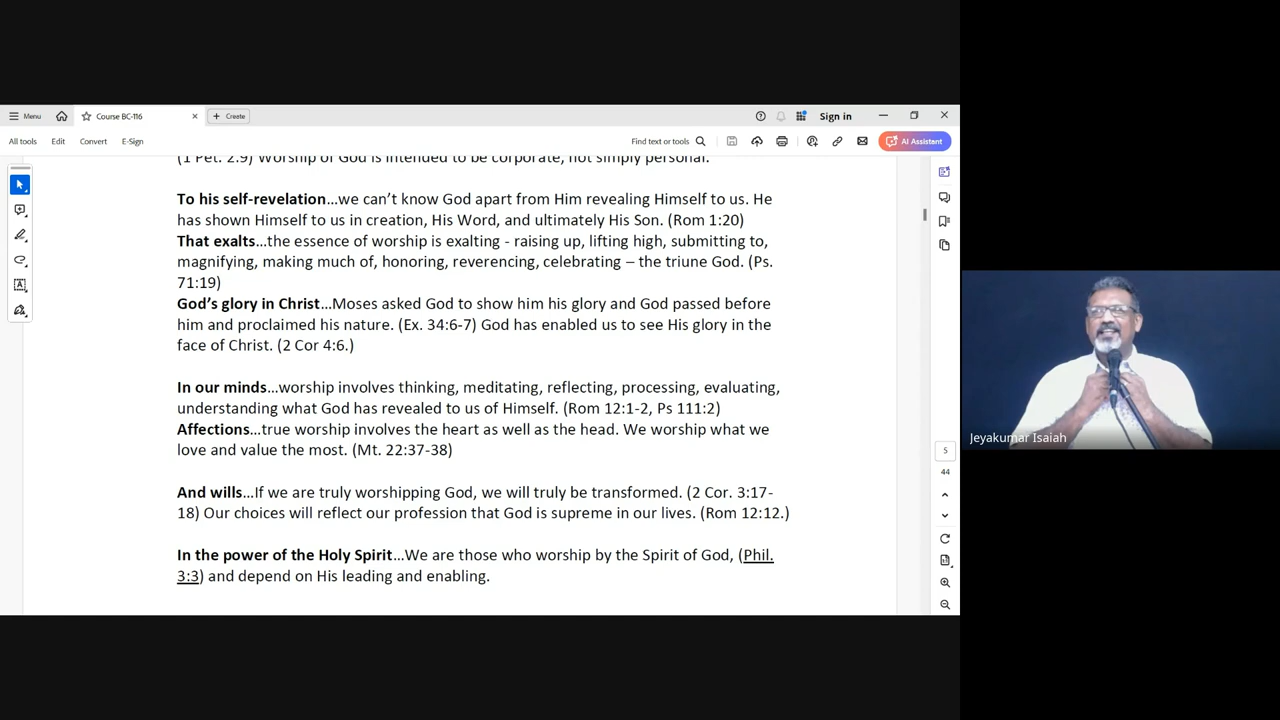 Menu
Course BC-116
Create
Sign in
All tools
Edit
Convert
E-Sign
Find text or tools
AI Assistant
(1 Pet. 2.9) Worship of God is intended to be corporate, not simply personal.
To his self-revelation…we can't know God apart from Him revealing Himself to us. He
has shown Himself to us in creation, His Word, and ultimately His Son. (Rom 1:20)
That exalts…the essence of worship is exalting - raising up, lifting high, submitting to,
magnifying, making much of, honoring, reverencing, celebrating – the triune God. (Ps.
71:19)
God's glory in Christ…Moses asked God to show him his glory and God passed before
him and proclaimed his nature. (Ex. 34:6-7) God has enabled us to see His glory in the
face of Christ. (2 Cor 4:6.)
In our minds…worship involves thinking, meditating, reflecting, processing, evaluating,
understanding what God has revealed to us of Himself. (Rom 12:1-2, Ps 111:2)
Affections…true worship involves the heart as well as the head. We worship what we
love and value the most. (Mt. 22:37-38)
And wills…If we are truly worshipping God, we will truly be transformed. (2 Cor. 3:17-
18) Our choices will reflect our profession that God is supreme in our lives. (Rom 12:12.)
In the power of the Holy Spirit…We are those who worship by the Spirit of God, (Phil.
3:3) and depend on His leading and enabling.
5
44
Jeyakumar Isaiah